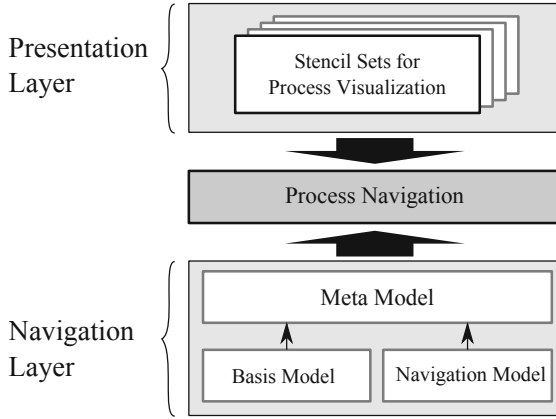 Presentation
Layer
Stencil Sets for
Process Visualization
Process Navigation
Navigation
Layer
Meta Model
Basis Model
Navigation Model